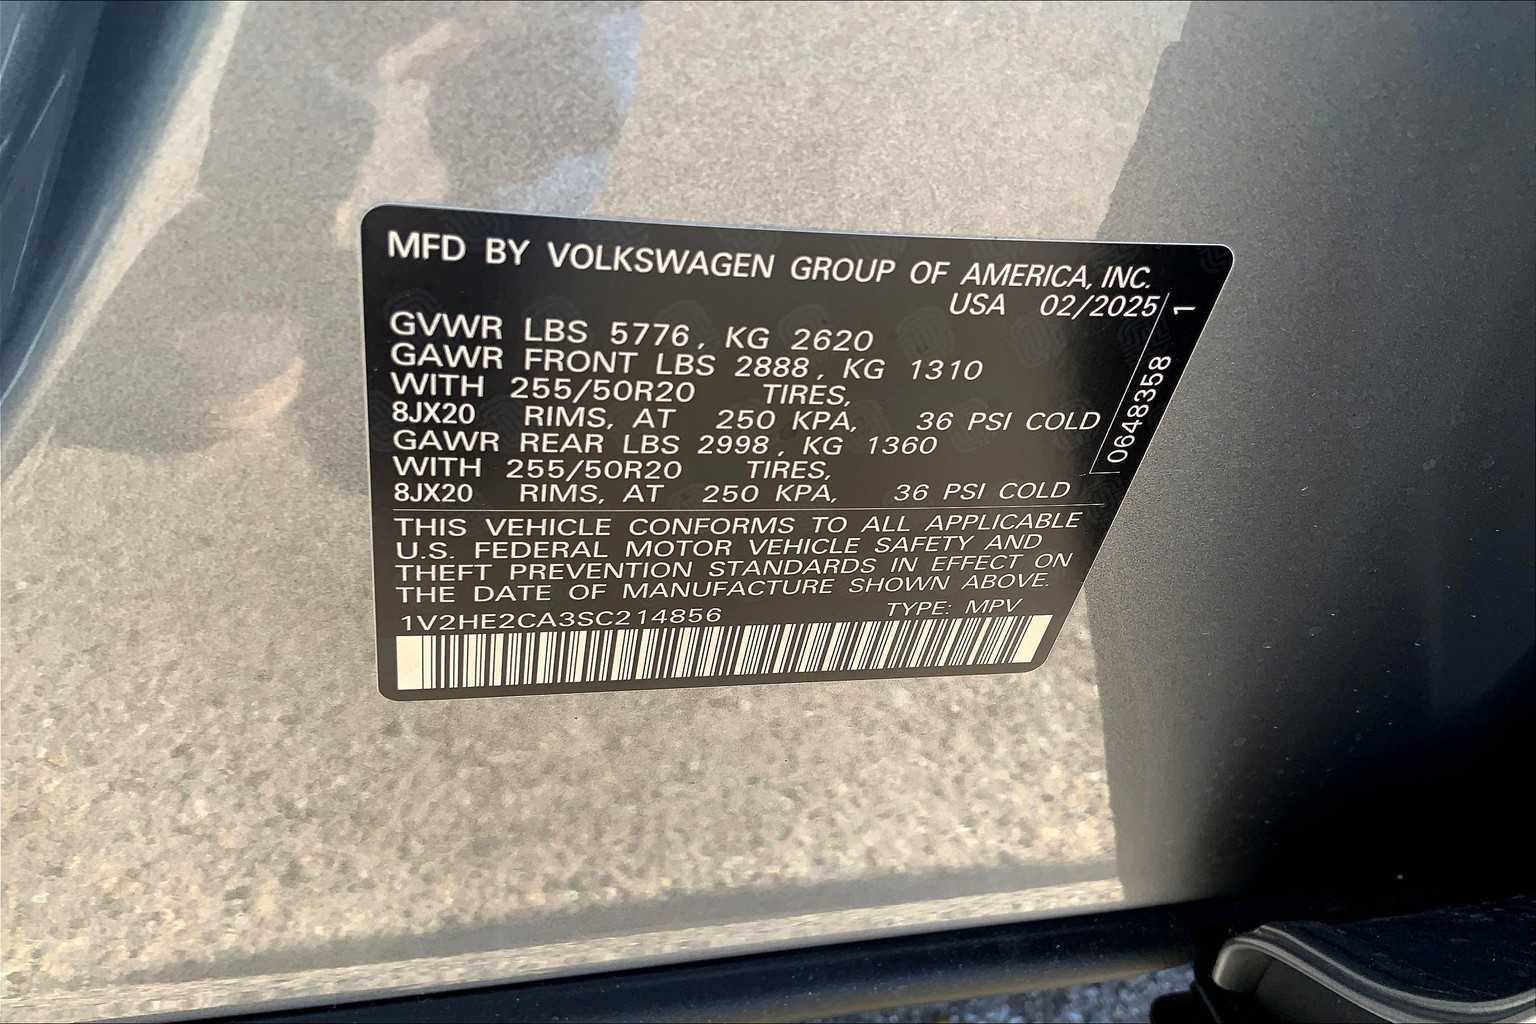 MFD BY VOLKSWAGEN GROUP OF AMERICA, INC.
USA 02/2025
GVWR LBS 5776, KG 2620
GAWR FRONT LBS 2888, KG 1310
WITH 255/50R20 TIRES,
8JX20 RIMS, AT 250 KPA, 36 PSI COLD
GAWR REAR LBS 2998, KG 1360
WITH 255/50R20 TIRES,
8JX20 RIMS, AT 250 KPA, 36 PSI COLD
0648358 1
THIS VEHICLE CONFORMS TO ALL APPLICABLE
U.S. FEDERAL MOTOR VEHICLE SAFETY AND
THEFT PREVENTION STANDARDS IN EFFECT ON
THE DATE OF MANUFACTURE SHOWN ABOVE.
1V2HE2CA3SC214856 TYPE: MPV